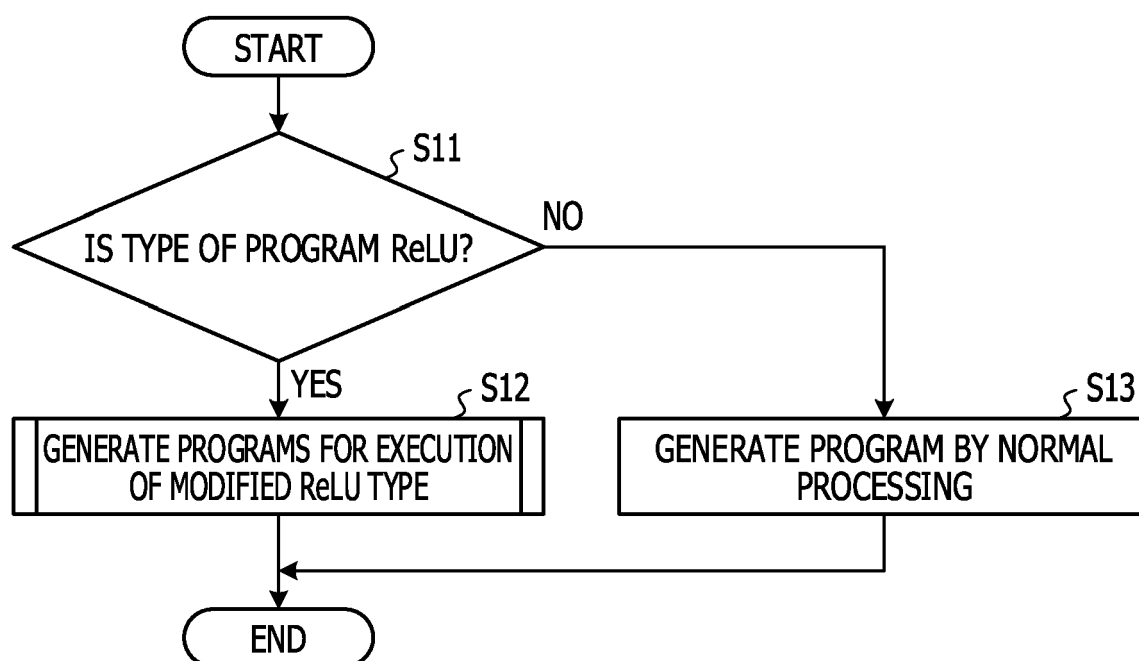 START
S11
IS TYPE OF PROGRAM ReLU?
NO
YES
S12
GENERATE PROGRAMS FOR EXECUTION
OF MODIFIED ReLU TYPE
S13
GENERATE PROGRAM BY NORMAL
PROCESSING
END